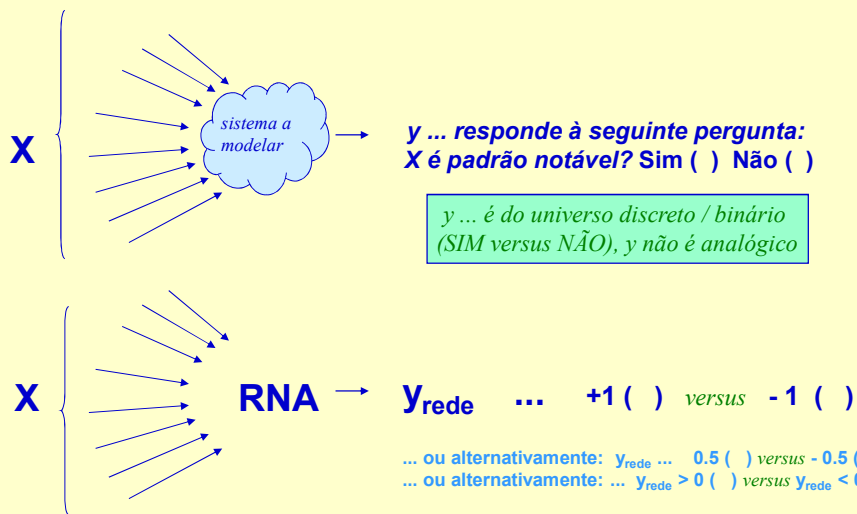 X
sistema a
modelar
y ... responde à seguinte pergunta:
X é padrão notável? Sim ( ) Não ( )
y ... é do universo discreto / binário
(SIM versus NÃO), y não é analógico
X
RNA
yrede ... +1 ( ) versus - 1 ( )
... ou alternativamente: yrede ... 0.5 ( ) versus - 0.5 (
... ou alternativamente: ... yrede > 0 ( ) versus yrede <